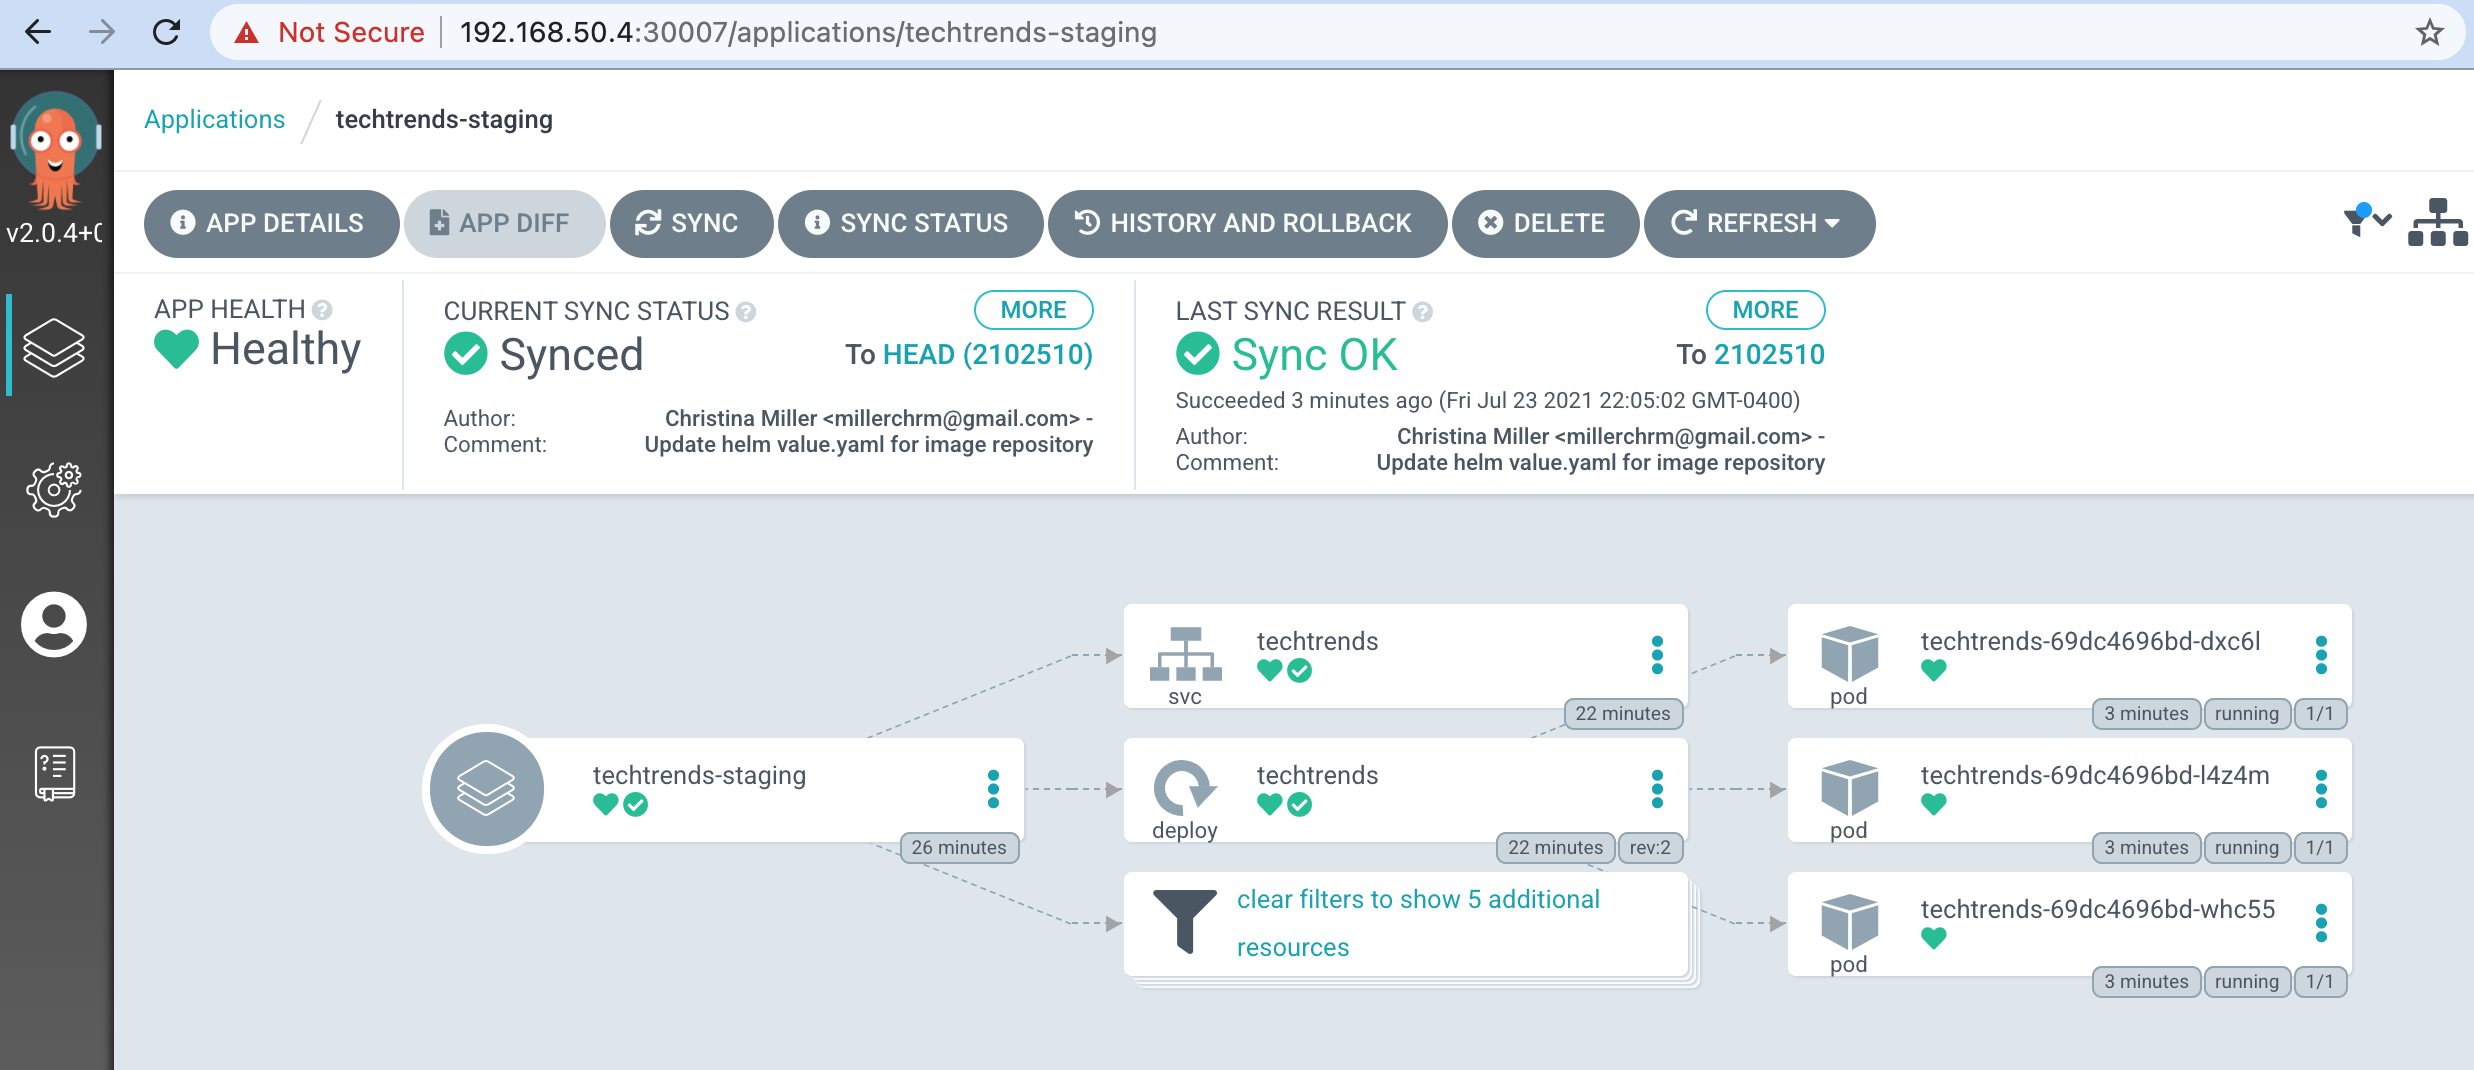 Not Secure 192.168.50.4:30007/applications/techtrends-staging
v2.0.4+0
Applications / techtrends-staging
APP DETAILS APP DIFF SYNC SYNC STATUS HISTORY AND ROLLBACK DELETE REFRESH
APP HEALTH ?
Healthy
CURRENT SYNC STATUS ? MORE
Synced To HEAD (2102510)
Author: Christina Miller <millerchrm@gmail.com> -
Comment: Update helm value.yaml for image repository
LAST SYNC RESULT ? MORE
Sync OK To 2102510
Succeeded 3 minutes ago (Fri Jul 23 2021 22:05:02 GMT-0400)
Author: Christina Miller <millerchrm@gmail.com> -
Comment: Update helm value.yaml for image repository
techtrends-staging
26 minutes
techtrends
svc
22 minutes
techtrends
deploy
22 minutes rev:2
clear filters to show 5 additional
resources
techtrends-69dc4696bd-dxc6l
pod
3 minutes running 1/1
techtrends-69dc4696bd-l4z4m
pod
3 minutes running 1/1
techtrends-69dc4696bd-whc55
pod
3 minutes running 1/1